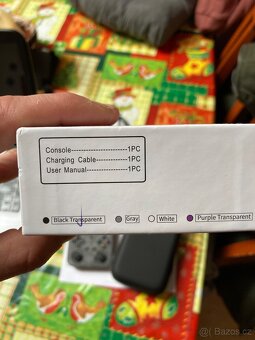 Console-------------------1PC
Charging Cable-----------1PC
User Manual--------------1PC
Black Transparent Gray White Purple Transparent
Bazos.cz